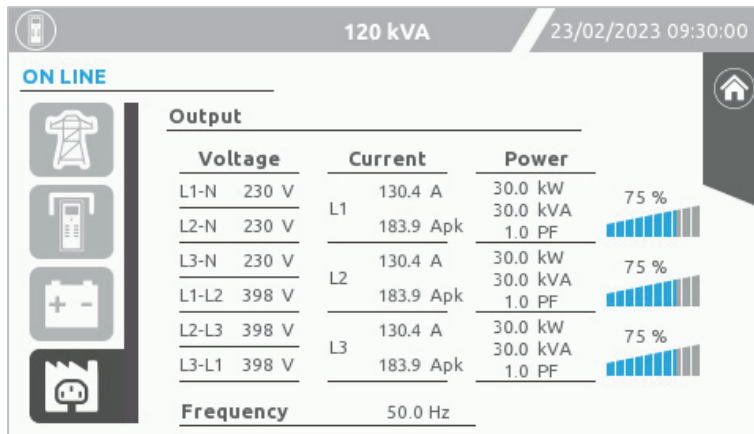 120 kVA
23/02/2023 09:30:00
ON LINE
Output
Voltage Current Power
L1-N 230 V
L2-N 230 V
L3-N 230 V
L1-L2 398 V
L2-L3 398 V
L3-L1 398 V
L1
130.4 A
183.9 Apk
30.0 kW
30.0 kVA
1.0 PF
75 %
L2
130.4 A
183.9 Apk
30.0 kW
30.0 kVA
1.0 PF
75 %
L3
130.4 A
183.9 Apk
30.0 kW
30.0 kVA
1.0 PF
75 %
Frequency 50.0 Hz